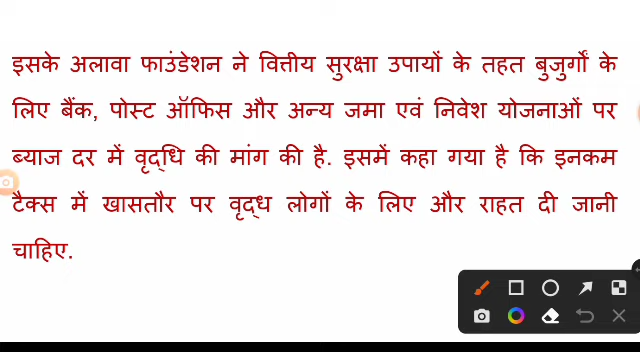 इसके अलावा फाउंडेशन ने वित्तीय सुरक्षा उपायों के तहत बुजुर्गों के
लिए बैंक, पोस्ट ऑफिस और अन्य जमा एवं निवेश योजनाओं पर
ब्याज दर में वृद्धि की मांग की है. इसमें कहा गया है कि इनकम
टैक्स में खासतौर पर वृद्ध लोगों के लिए और राहत दी जानी
चाहिए.